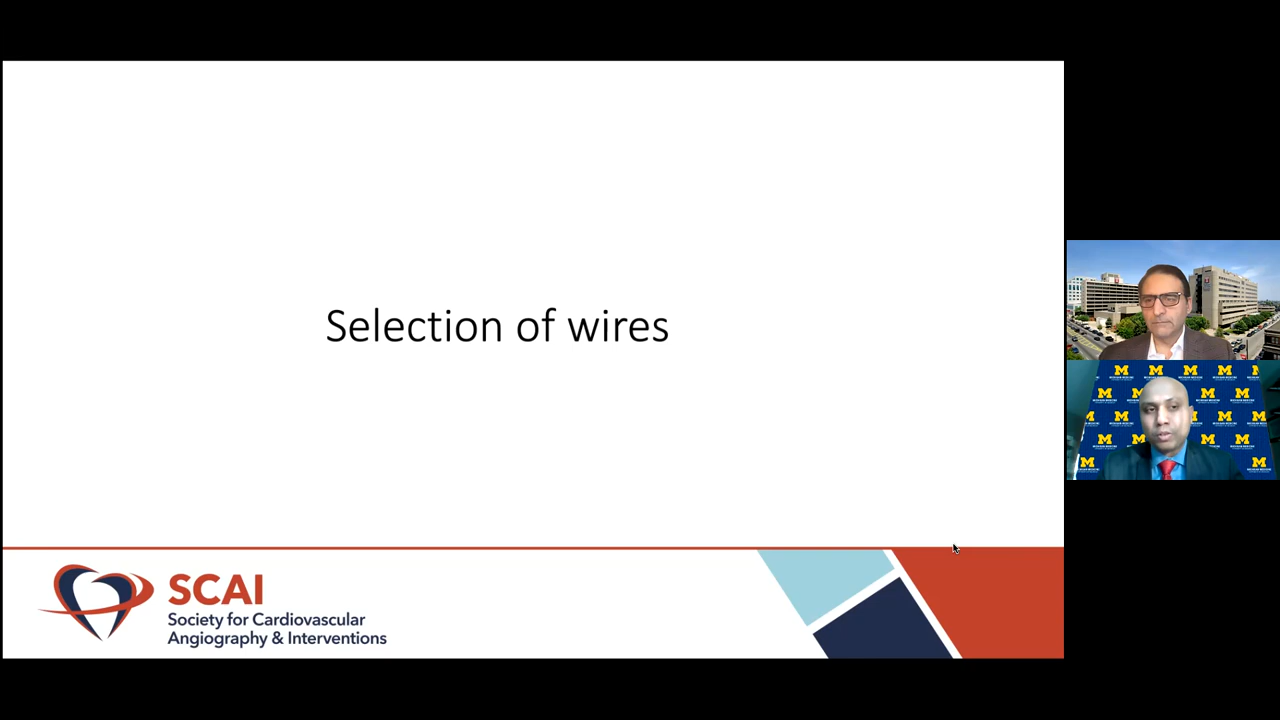 Selection of wires
SCAI
Society for Cardiovascular
Angiography & Interventions
M